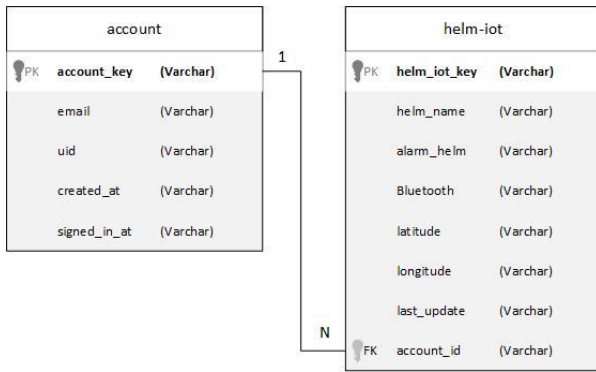 account
PK account_key (Varchar)
email (Varchar)
uid (Varchar)
created_at (Varchar)
signed_in_at (Varchar)
1
N
helm-iot
PK helm_iot_key (Varchar)
helm_name (Varchar)
alarm_helm (Varchar)
Bluetooth (Varchar)
latitude (Varchar)
longitude (Varchar)
last_update (Varchar)
FK account_id (Varchar)